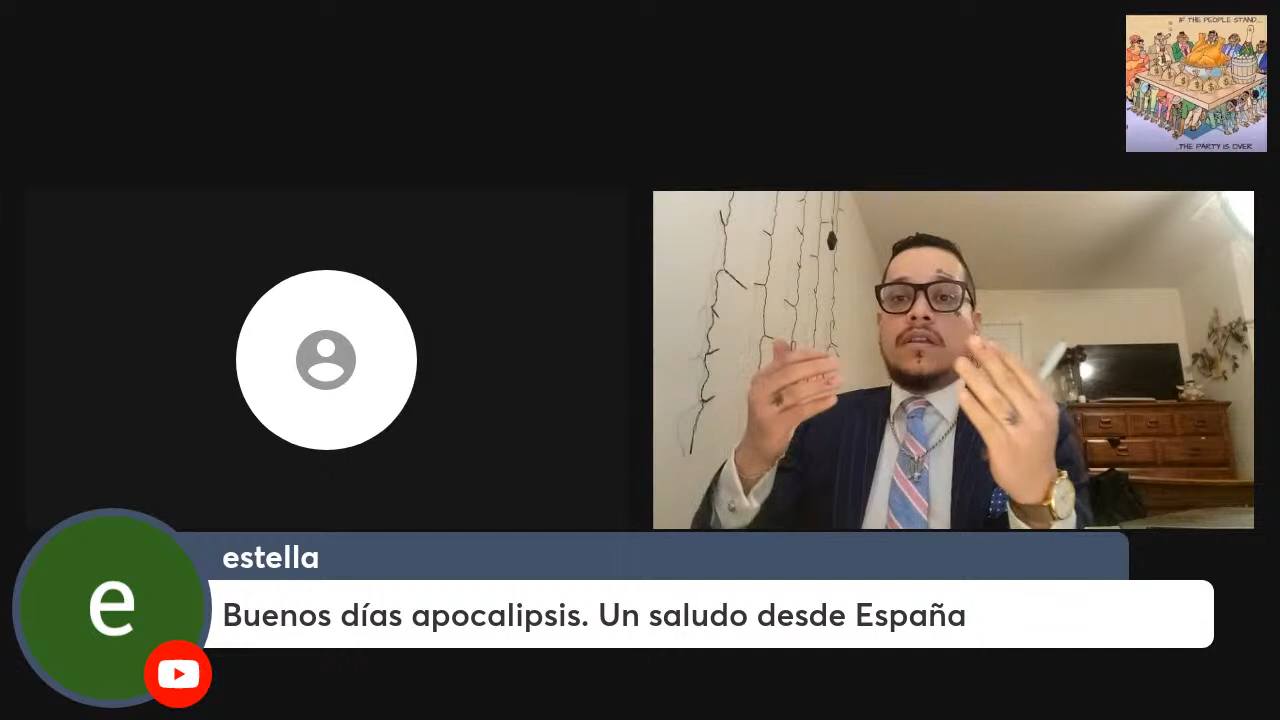 IF THE PEOPLE STAND...
...THE PARTY IS OVER
e
estella
Buenos días apocalipsis. Un saludo desde España